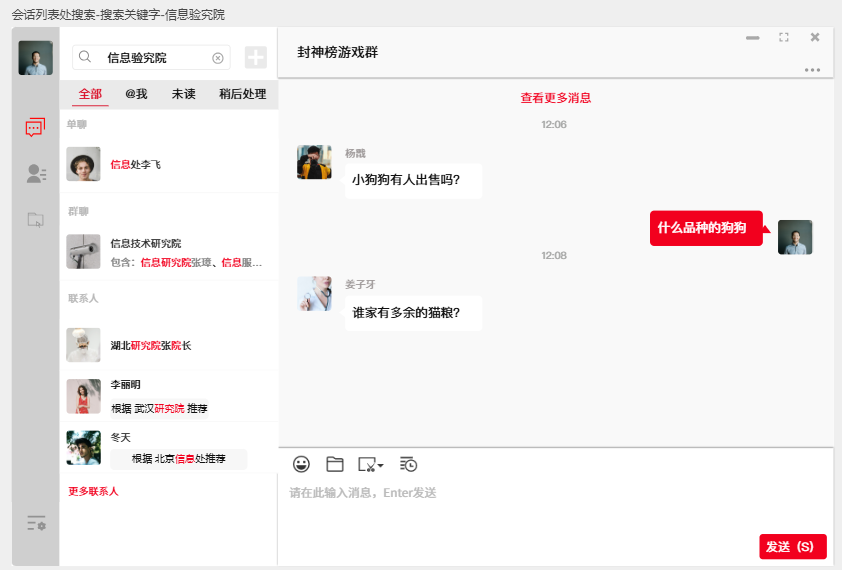 会话列表处搜索-搜索关键字-信息验究院
信息验究院
全部 @我 未读 稍后处理
单聊
信息处李飞
群聊
信息技术研究院
包含：信息研究院张璋、信息服...
联系人
湖北研究院张院长
李丽明
根据 武汉研究院 推荐
冬天
根据 北京信息处推荐
更多联系人
封神榜游戏群
查看更多消息
12:06
杨戬
小狗狗有人出售吗？
什么品种的狗狗
12:08
姜子牙
谁家有多余的猫粮？
请在此输入消息，Enter发送
发送（S）